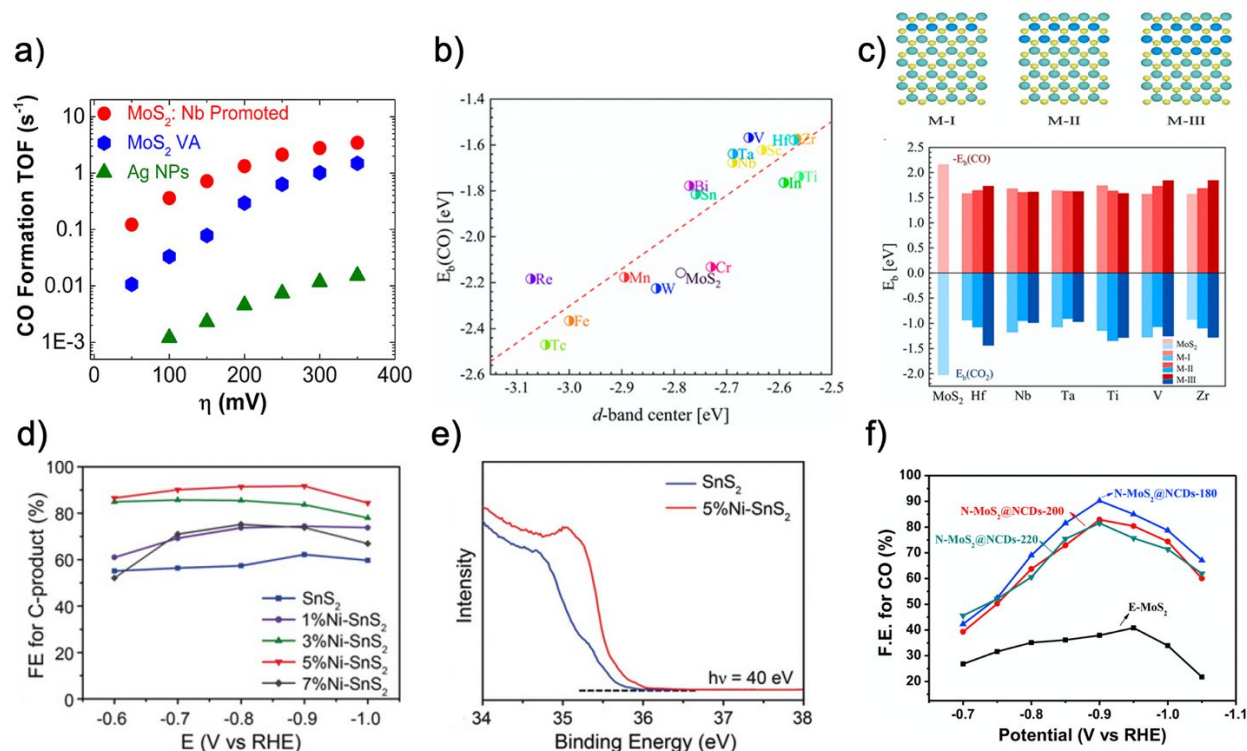 a)
CO Formation TOF (s⁻¹)
10
1
0.1
0.01
1E-3
MoS₂: Nb Promoted
MoS₂ VA
Ag NPs
0
100
200
300
400
η (mV)
b)
E_b(CO) [eV]
-1.4
-1.6
-1.8
-2.0
-2.2
-2.4
-2.6
V
Hf
Zr
Sc
Ta
Nb
Bi
Sn
In
Ti
Re
Mn
W
MoS₂
Cr
Fe
Tc
-3.1
-3.0
-2.9
-2.8
-2.7
-2.6
-2.5
d-band center [eV]
c)
M-I
M-II
M-III
E_b [eV]
2.5
2.0
1.5
1.0
0.5
0.0
-0.5
-1.0
-1.5
-2.0
-E_b(CO)
E_b(CO₂)
MoS₂
M-I
M-II
M-III
MoS₂ Hf Nb Ta Ti V Zr
d)
FE for C-product (%)
100
80
60
40
20
0
SnS₂
1%Ni-SnS₂
3%Ni-SnS₂
5%Ni-SnS₂
7%Ni-SnS₂
-0.6
-0.7
-0.8
-0.9
-1.0
E (V vs RHE)
e)
Intensity
SnS₂
5%Ni-SnS₂
hν = 40 eV
34
35
36
37
38
Binding Energy (eV)
f)
F.E. for CO (%)
100
90
80
70
60
50
40
30
20
N-MoS₂@NCDs-180
N-MoS₂@NCDs-200
N-MoS₂@NCDs-220
E-MoS₂
-0.7
-0.8
-0.9
-1.0
-1.1
Potential (V vs RHE)